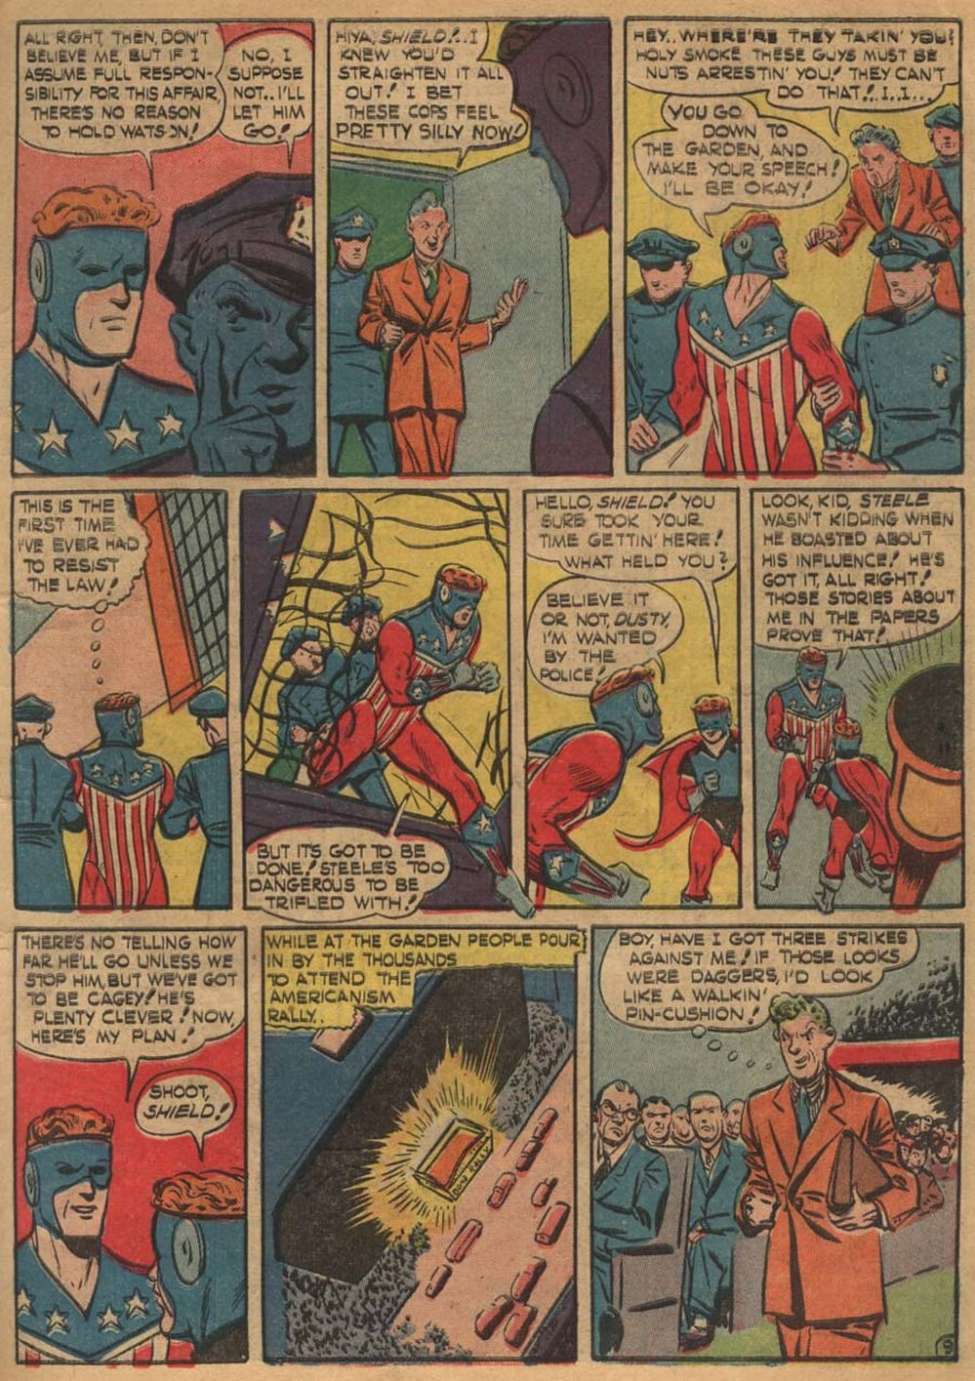 ALL RIGHT, THEN, DON'T
BELIEVE ME, BUT IF I
ASSUME FULL RESPON-
SIBILITY FOR THIS AFFAIR,
THERE'S NO REASON
TO HOLD WATSON!
NO, I
SUPPOSE
NOT..I'LL
LET HIM
GO!
HIYA, SHIELD!...I
KNEW YOU'D
STRAIGHTEN IT ALL
OUT! I BET
THESE COPS FEEL
PRETTY SILLY NOW!
HEY..WHERE'RE THEY TAKIN' YOU?
HOLY SMOKE THESE GUYS MUST BE
NUTS ARRESTIN' YOU! THEY CAN'T
DO THAT!.I..I...
YOU GO
DOWN TO
THE GARDEN, AND
MAKE YOUR SPEECH!
I'LL BE OKAY!
THIS IS THE
FIRST TIME
I'VE EVER HAD
TO RESIST
THE LAW!
BUT IT'S GOT TO BE
DONE! STEELE'S TOO
DANGEROUS TO BE
TRIFLED WITH!
HELLO, SHIELD! YOU
SURE TOOK YOUR
TIME GETTIN' HERE!
WHAT HELD YOU?
BELIEVE IT
OR NOT, DUSTY,
I'M WANTED
BY THE
POLICE!
LOOK, KID, STEELE
WASN'T KIDDING WHEN
HE BOASTED ABOUT
HIS INFLUENCE! HE'S
GOT IT, ALL RIGHT!
THOSE STORIES ABOUT
ME IN THE PAPERS
PROVE THAT!
THERE'S NO TELLING HOW
FAR HE'LL GO UNLESS WE
STOP HIM, BUT WE'VE GOT
TO BE CAGEY! HE'S
PLENTY CLEVER! NOW,
HERE'S MY PLAN!
SHOOT,
SHIELD!
WHILE AT THE GARDEN PEOPLE POUR
IN BY THE THOUSANDS
TO ATTEND THE
AMERICANISM
RALLY.
RALLY
BOY, HAVE I GOT THREE STRIKES
AGAINST ME! IF THOSE LOOKS
WERE DAGGERS, I'D LOOK
LIKE A WALKIN'
PIN-CUSHION!